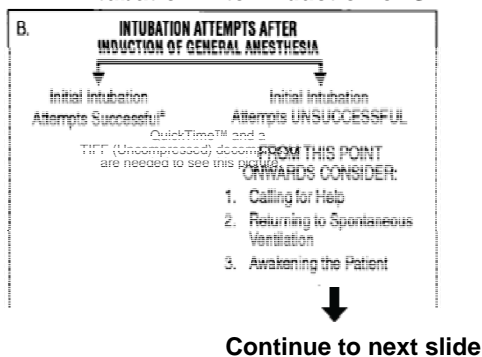 B.
INTUBATION ATTEMPTS AFTER
INDUCTION OF GENERAL ANESTHESIA
Initial Intubation
Attempts Successful*
Initial Intubation
Attempts UNSUCCESSFUL
QuickTime™ and a
TIFF (Uncompressed) decom
are needed to see this picture
FROM THIS POINT
ONWARDS CONSIDER:
1. Calling for Help
2. Returning to Spontaneous
Ventilation
3. Awakening the Patient
Continue to next slide